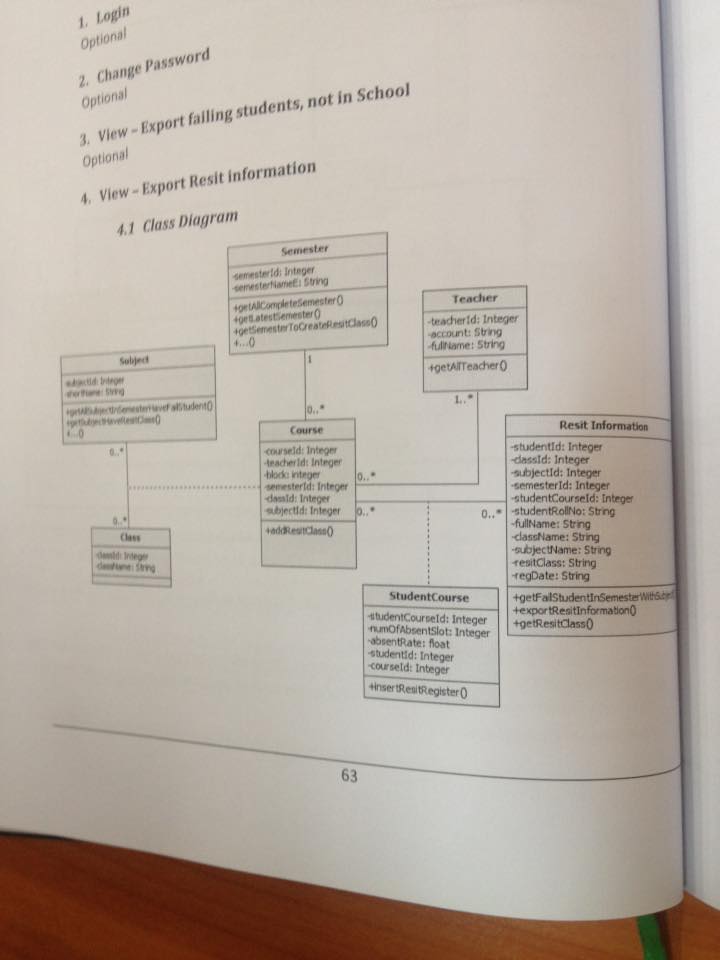 1. Login
Optional
2. Change Password
Optional
3. View – Export failing students, not in School
Optional
4. View – Export Resit information
4.1 Class Diagram
Semester
-semesterId: Integer
-semesterNameE: String
+getAllCompleteSemester()
+getLatestSemester()
+getSemesterToCreateResitClass()
+...()
Teacher
-teacherId: Integer
-account: String
-fullName: String
+getAllTeacher()
Subject
-subjectId: Integer
-shortName: String
+getAllSubjectInSemesterHaveFailStudent()
+getSubjectHaveResitClass()
+...()
1
0..*
1..*
0..*
0..*
Course
-courseId: Integer
-teacherId: Integer
-block: integer
-semesterId: Integer
-classId: Integer
-subjectId: Integer
+addResitClass()
0..*
0..*
0..*
Resit Information
-studentId: Integer
-classId: Integer
-subjectId: Integer
-semesterId: Integer
-studentCourseId: Integer
-studentRollNo: String
-fullName: String
-className: String
-subjectName: String
-resitClass: String
-regDate: String
+getFailStudentInSemesterWithSubject
+exportResitInformation()
+getResitClass()
Class
-classId: Integer
-className: String
StudentCourse
-studentCourseId: Integer
-numOfAbsentSlot: Integer
-absentRate: float
-studentId: Integer
-courseId: Integer
+insertResitRegister()
63